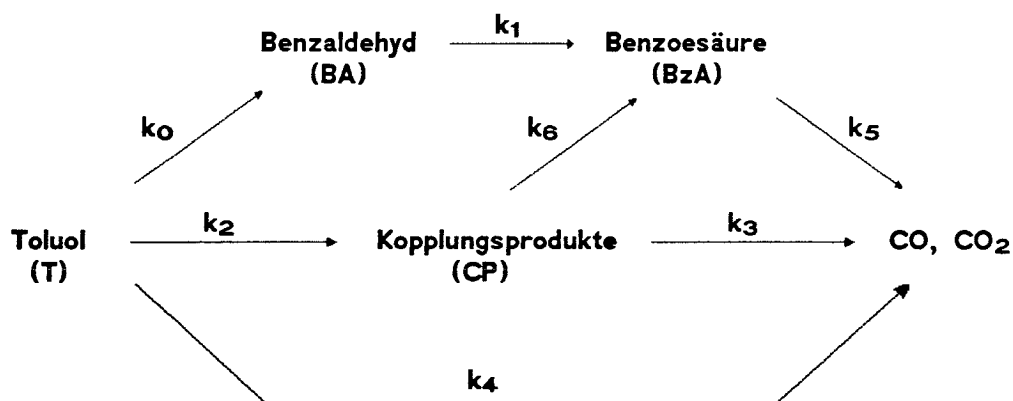 k₁
Benzaldehyd Benzoesäure
(BA) (BzA)
k₀ k₆ k₅
k₂ k₃
Toluol Kopplungsprodukte CO, CO₂
(T) (CP)
k₄